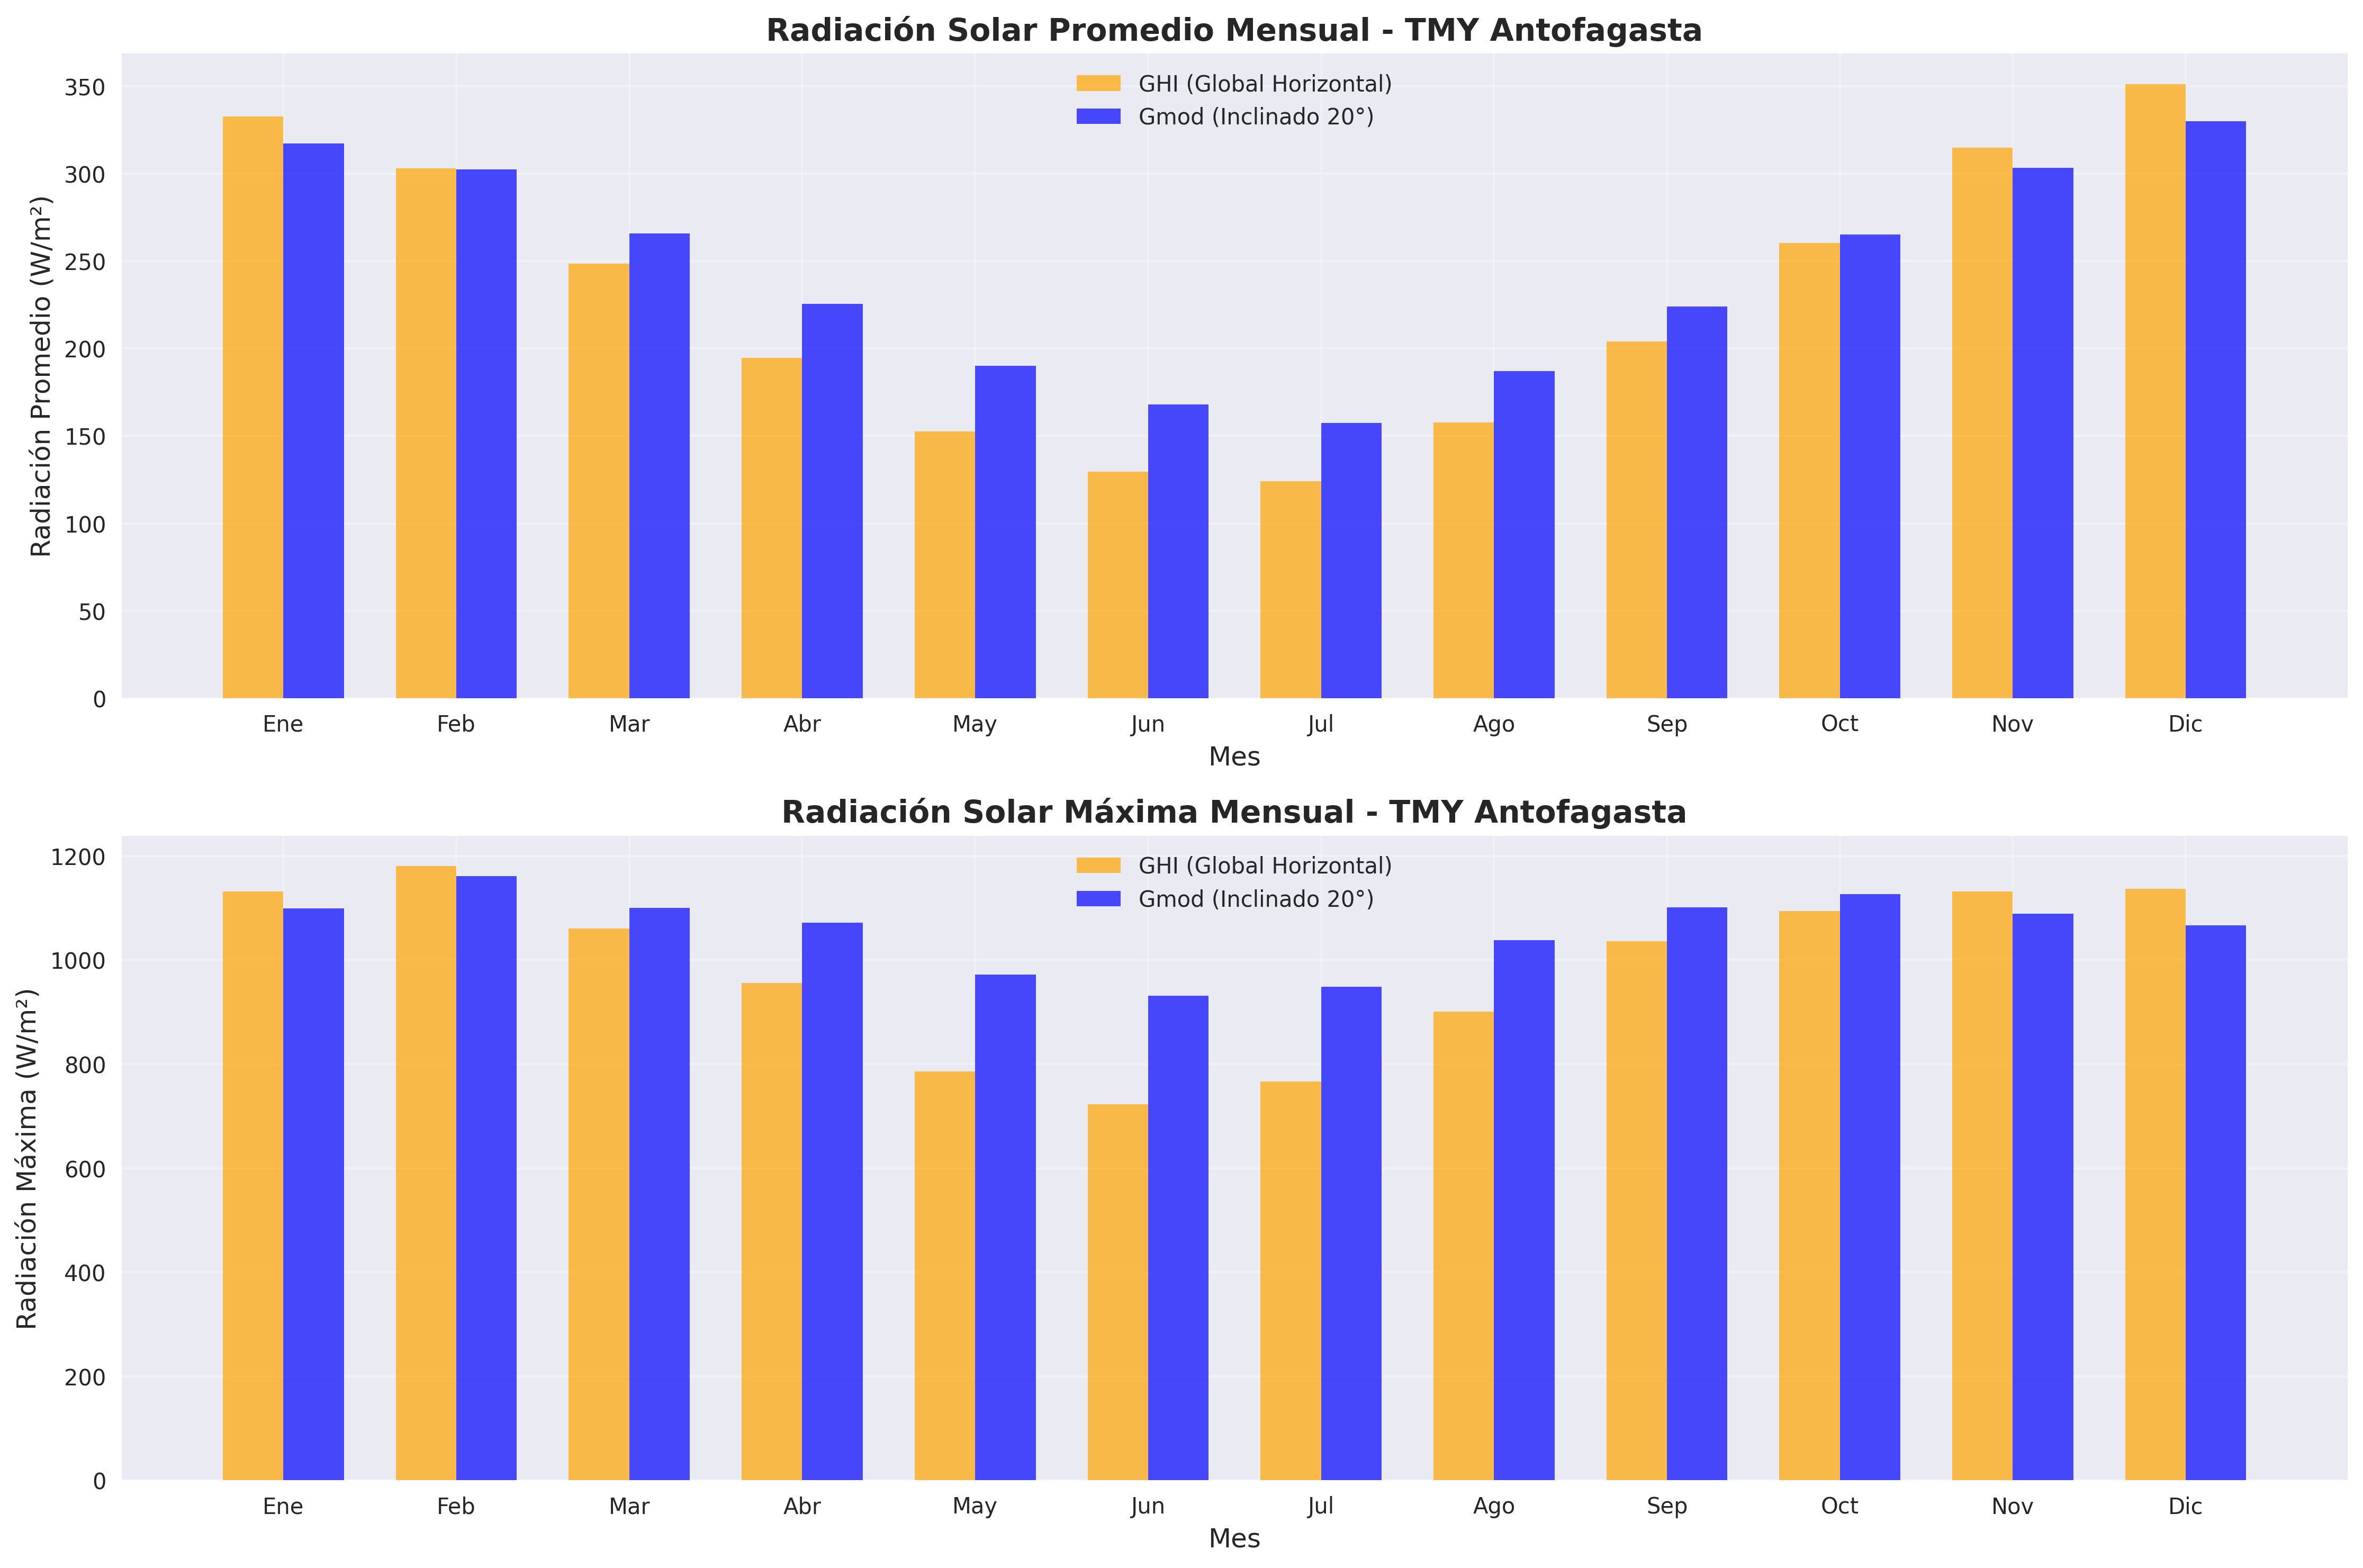 Radiación Solar Promedio Mensual - TMY Antofagasta
GHI (Global Horizontal)
Gmod (Inclinado 20°)
Radiación Promedio (W/m²)
350
300
250
200
150
100
50
0
Ene Feb Mar Abr May Jun Jul Ago Sep Oct Nov Dic
Mes
Radiación Solar Máxima Mensual - TMY Antofagasta
GHI (Global Horizontal)
Gmod (Inclinado 20°)
Radiación Máxima (W/m²)
1200
1000
800
600
400
200
0
Ene Feb Mar Abr May Jun Jul Ago Sep Oct Nov Dic
Mes